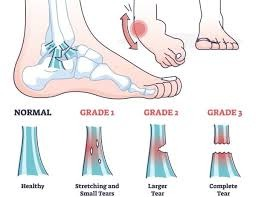 NORMAL
GRADE 1
GRADE 2
GRADE 3
Healthy
Stretching and
Small Tears
Larger
Tear
Complete
Tear